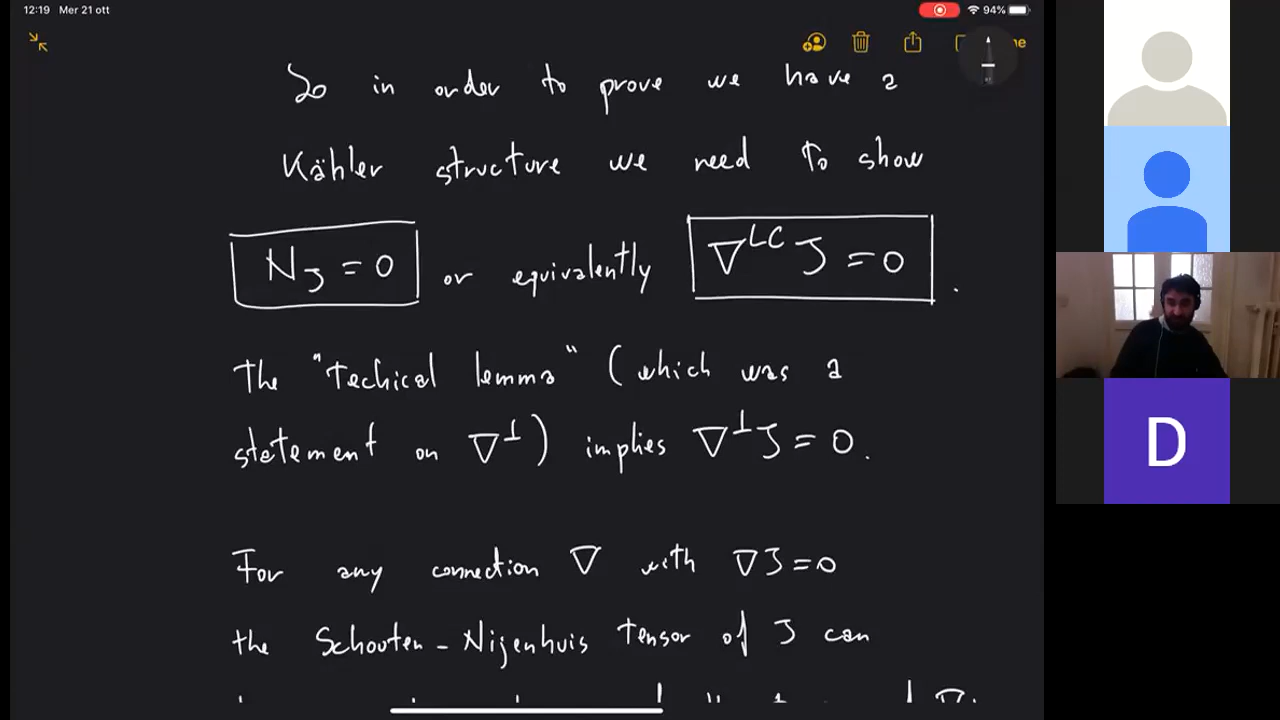 12:19 Mer 21 ott
94%
So in order to prove we have a
Kähler structure we need to show
N_J = 0 or equivalently ∇^{LC} J = 0 .
The "Techical lemma" (which was a
statement on ∇^⊥) implies ∇^⊥ J = 0.
For any connection ∇ with ∇J = 0
the Schouten - Nijenhuis tensor of J can
D